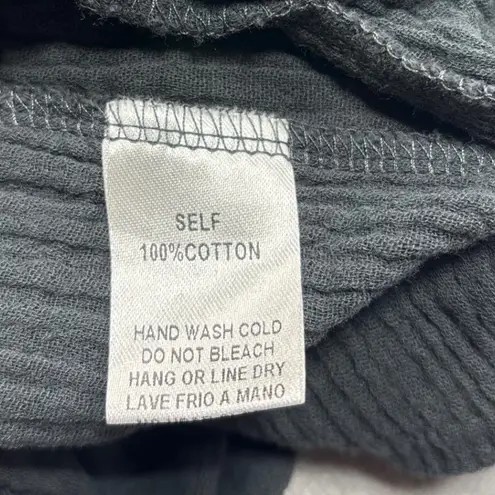 SELF
100%COTTON
HAND WASH COLD
DO NOT BLEACH
HANG OR LINE DRY
LAVE FRIO A MANO